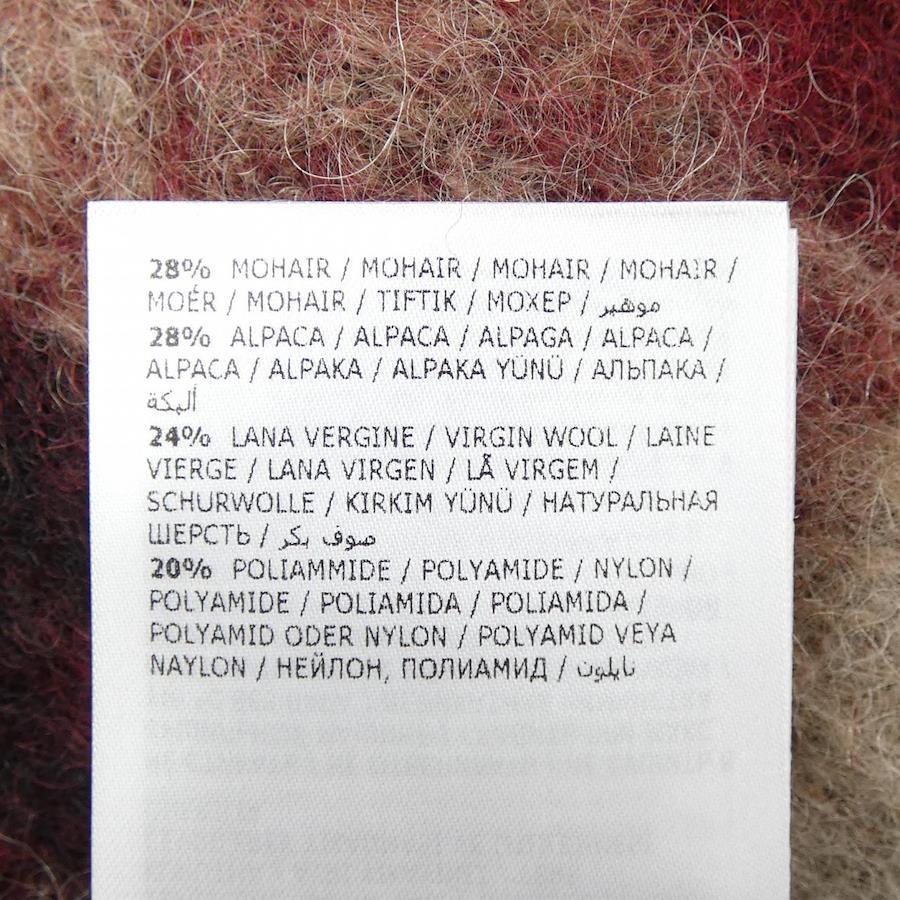 28% MOHAIR / MOHAIR / MOHAIR / MOHAIR /
MOÉR / MOHAIR / TIFTIK / МОХЕР / موهير
28% ALPACA / ALPACA / ALPAGA / ALPACA /
ALPACA / ALPAKA / ALPAKA YÜNÜ / АЛЬПАКА /
ألبكة
24% LANA VERGINE / VIRGIN WOOL / LAINE
VIERGE / LANA VIRGEN / LÃ VIRGEM /
SCHURWOLLE / KIRKIM YÜNÜ / НАТУРАЛЬНАЯ
ШЕРСТЬ / صوف بكر
20% POLIAMMIDE / POLYAMIDE / NYLON /
POLYAMIDE / POLIAMIDA / POLIAMIDA /
POLYAMID ODER NYLON / POLYAMID VEYA
NAYLON / НЕЙЛОН, ПОЛИАМИД / نايلون